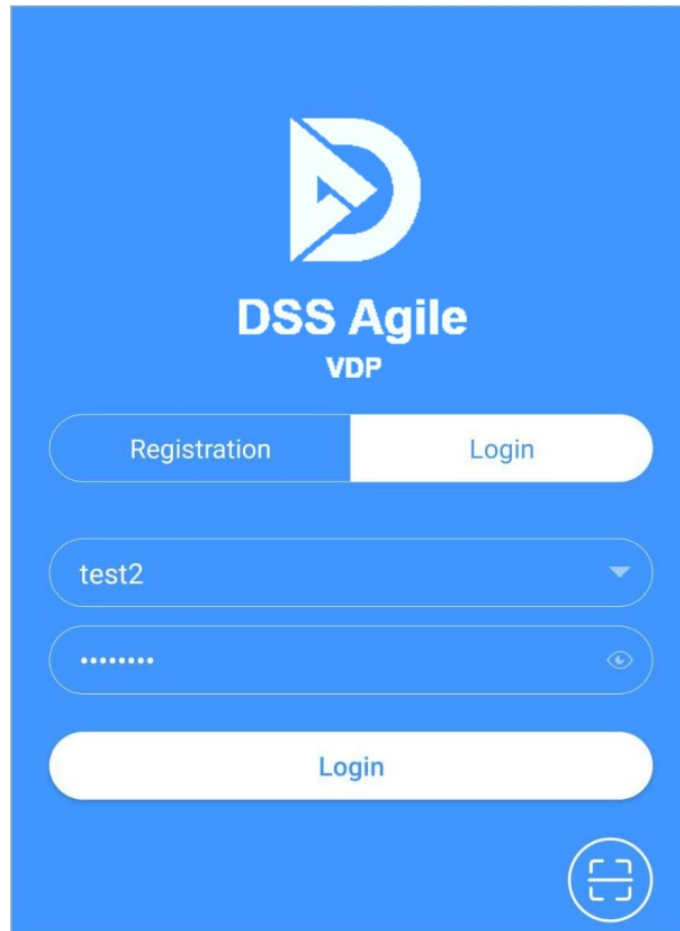 DSS Agile
VDP
Registration
Login
test2
••••••••
Login